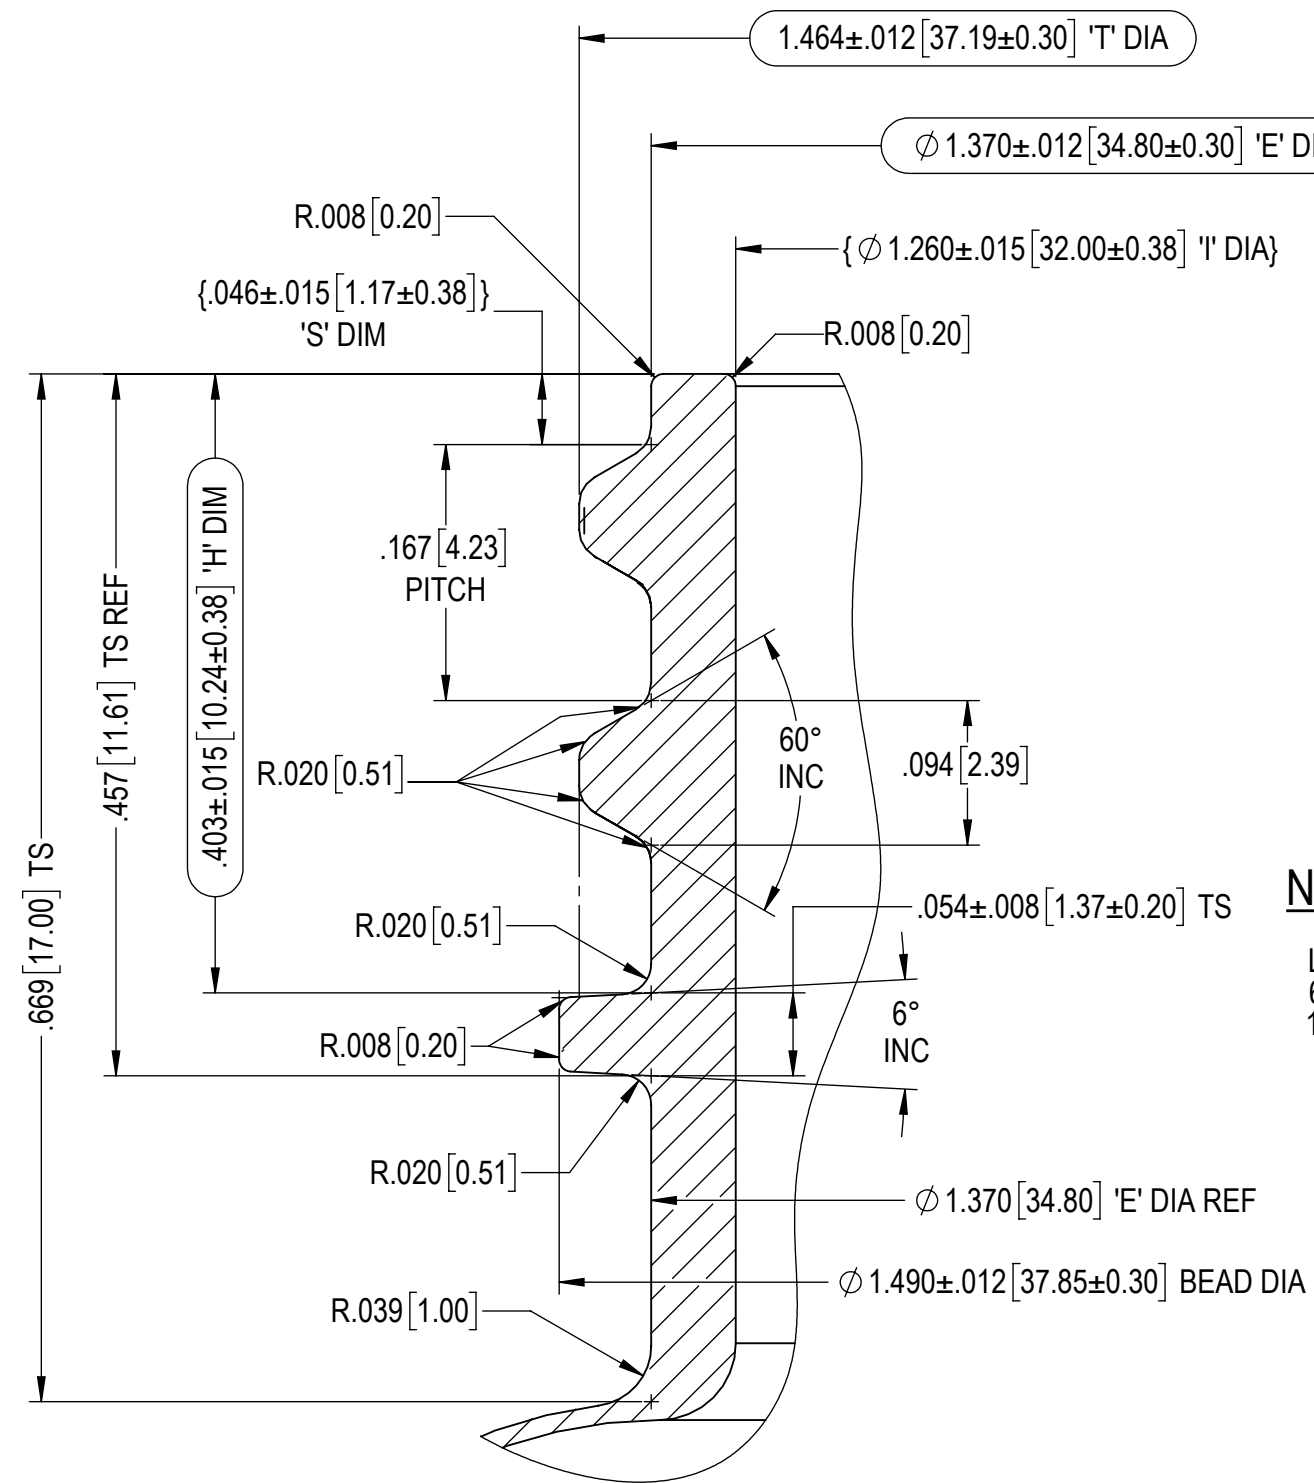 1.464±.012[37.19±0.30] 'T' DIA
∅1.370±.012[34.80±0.30] 'E'
R.008[0.20]
{∅1.260±.015[32.00±0.38] 'I' DIA}
{.046±.015[1.17±0.38]}
'S' DIM
R.008[0.20]
.167[4.23]
PITCH
.403±.015[10.24±0.38] 'H' DIM
.457[11.61] TS REF
.669[17.00] TS
R.020[0.51]
60°
INC
.094[2.39]
R.020[0.51]
.054±.008[1.37±0.20] TS
R.008[0.20]
6°
INC
R.020[0.51]
∅1.370[34.80] 'E' DIA REF
∅1.490±.012[37.85±0.30] BEAD DIA
R.039[1.00]